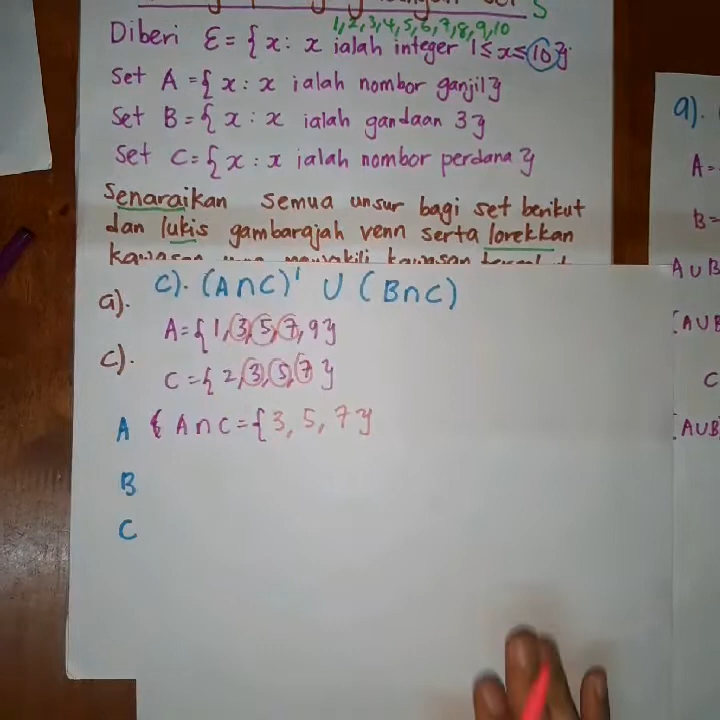 1,2,3,4,5,6,7,8,9,10
Diberi ℰ = { x : x ialah integer 1 ≤ x ≤ 10 }
Set A = { x : x ialah nombor ganjil }
Set B = { x : x ialah gandaan 3 }
Set C = { x : x ialah nombor perdana }
Senaraikan semua unsur bagi set berikut
dan lukis gambarajah venn serta lorekkan
c). (A∩C)' ∪ (B∩C)
a).
A = { 1, 3, 5, 7, 9 }
c).
C = { 2, 3, 5, 7 }
A A∩C = { 3, 5, 7 }
B
C
a).
A =
B =
A∪B
[A∪B
C
[A∪B